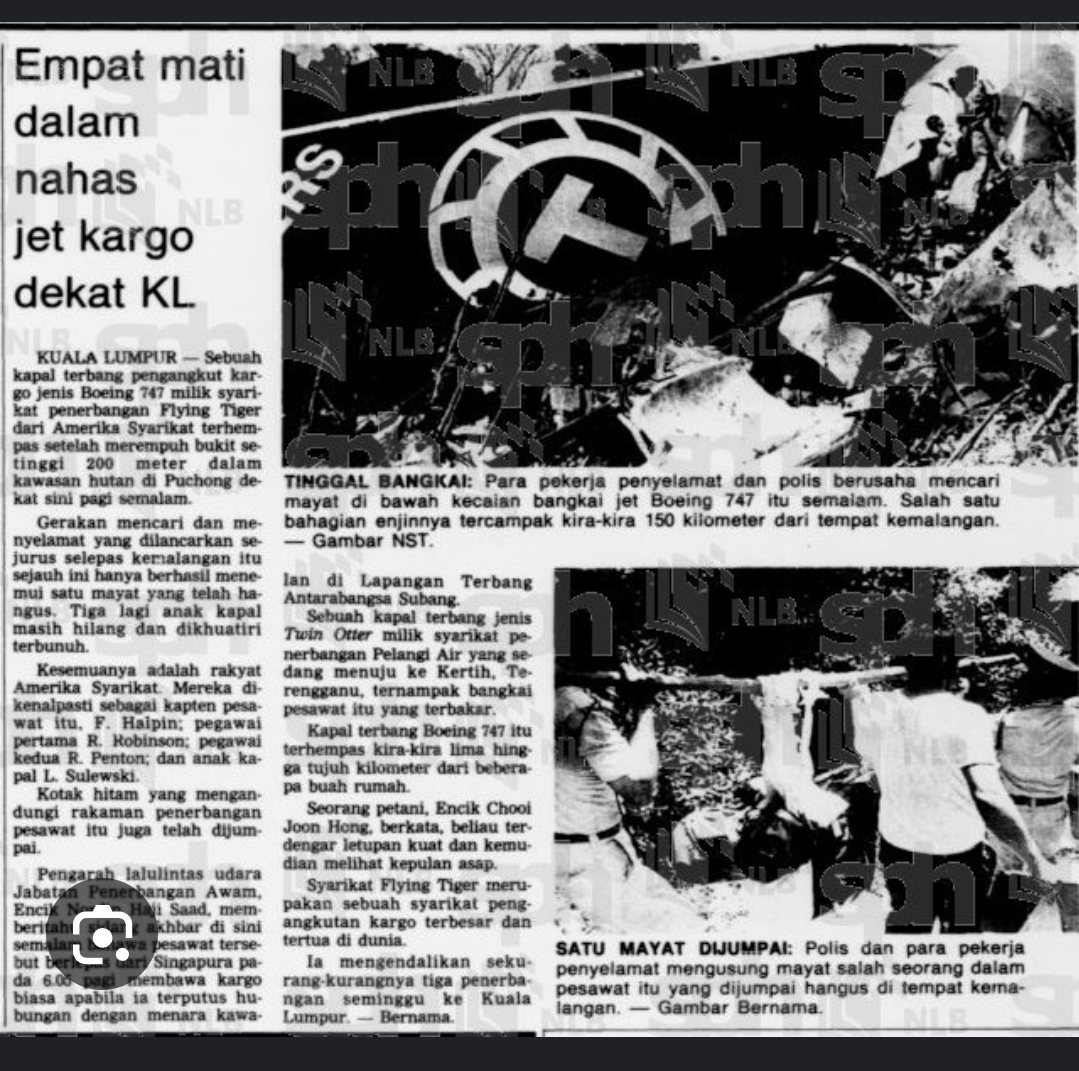 Empat mati
dalam
nahas
jet kargo
dekat KL
KUALA LUMPUR — Sebuah
kapal terbang pengangkut kar-
go jenis Boeing 747 milik syari-
kat penerbangan Flying Tiger
dari Amerika Syarikat terhem-
pas setelah merempuh bukit se-
tinggi 200 meter dalam
kawasan hutan di Puchong de-
kat sini pagi semalam.
Gerakan mencari dan me-
nyelamat yang dilancarkan se-
jurus selepas kemalangan itu
sejauh ini hanya berhasil mene-
mui satu mayat yang telah ha-
ngus. Tiga lagi anak kapal
masih hilang dan dikhuatiri
terbunuh.
Kesemuanya adalah rakyat
Amerika Syarikat. Mereka di-
kenalpasti sebagai kapten pesa-
wat itu, F. Halpin; pegawai
pertama R. Robinson; pegawai
kedua R. Penton; dan anak ka-
pal L. Sulewski.
Kotak hitam yang mengan-
dungi rakaman penerbangan
pesawat itu juga telah dijum-
pai.
Pengarah lalulintas udara
Jabatan Penerbangan Awam,
Encik Haji Saad, mem-
beritahu sidang akhbar di sini
semalam bahawa pesawat terse-
but berlepas dari Singapura pa-
da 6.05 pagi membawa kargo
biasa apabila ia terputus hu-
bungan dengan menara kawa-
ERS
T
TINGGAL BANGKAI: Para pekerja penyelamat dan polis berusaha mencari
mayat di bawah kecaian bangkai jet Boeing 747 itu semalam. Salah satu
bahagian enjinnya tercampak kira-kira 150 kilometer dari tempat kemalangan.
— Gambar NST.
lan di Lapangan Terbang
Antarabangsa Subang.
Sebuah kapal terbang jenis
Twin Otter milik syarikat pe-
nerbangan Pelangi Air yang se-
dang menuju ke Kertih, Te-
rengganu, ternampak bangkai
pesawat itu yang terbakar.
Kapal terbang Boeing 747 itu
terhempas kira-kira lima hing-
ga tujuh kilometer dari bebera-
pa buah rumah.
Seorang petani, Encik Chooi
Joon Hong, berkata, beliau ter-
dengar letupan kuat dan kemu-
dian melihat kepulan asap.
Syarikat Flying Tiger meru-
pakan sebuah syarikat peng-
angkutan kargo terbesar dan
tertua di dunia.
Ia mengendalikan seku-
rang-kurangnya tiga penerba-
ngan seminggu ke Kuala
Lumpur. — Bernama.
SATU MAYAT DIJUMPAI: Polis dan para pekerja
penyelamat mengusung mayat salah seorang dalam
pesawat itu yang dijumpai hangus di tempat kema-
langan. — Gambar Bernama.
sph
NLB